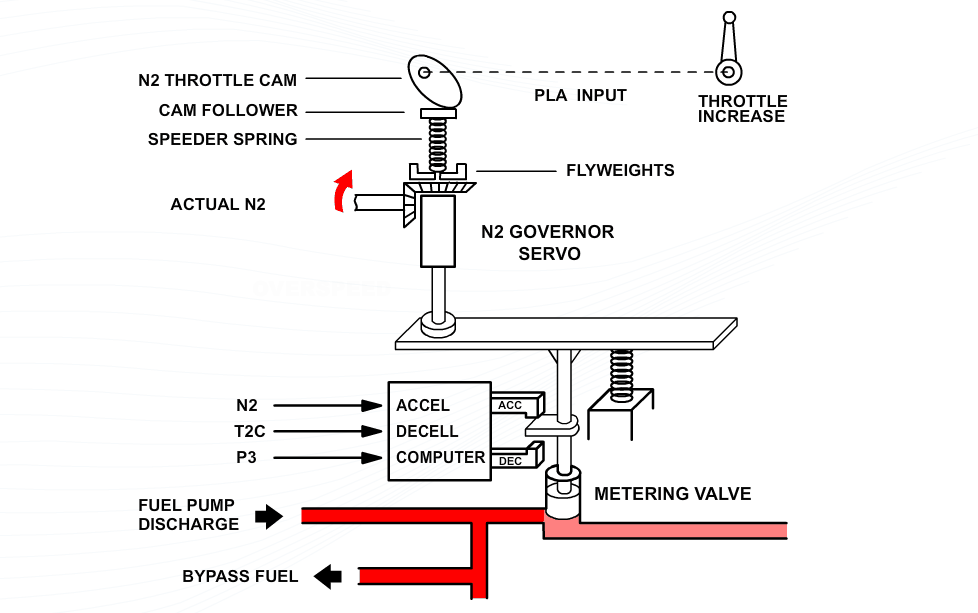 N2 THROTTLE CAM
CAM FOLLOWER
SPEEDER SPRING
PLA INPUT
THROTTLE
INCREASE
FLYWEIGHTS
ACTUAL N2
N2 GOVERNOR
SERVO
N2
T2C
P3
ACCEL
DECELL
COMPUTER
ACC
DEC
METERING VALVE
FUEL PUMP
DISCHARGE
BYPASS FUEL